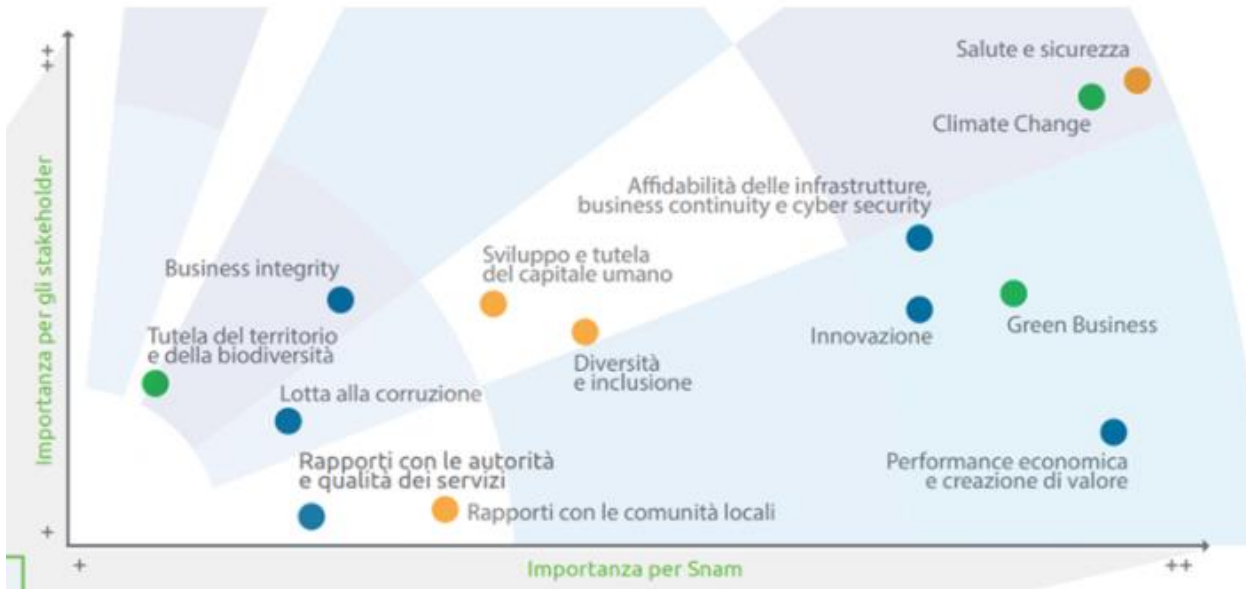 ++
Importanza per gli stakeholder
+
Salute e sicurezza
Climate Change
Affidabilità delle infrastrutture,
business continuity e cyber security
Sviluppo e tutela
del capitale umano
Business integrity
Tutela del territorio
e della biodiversità
Green Business
Innovazione
Diversità
e inclusione
Lotta alla corruzione
Rapporti con le autorità
e qualità dei servizi
Performance economica
e creazione di valore
Rapporti con le comunità locali
+
Importanza per Snam
++